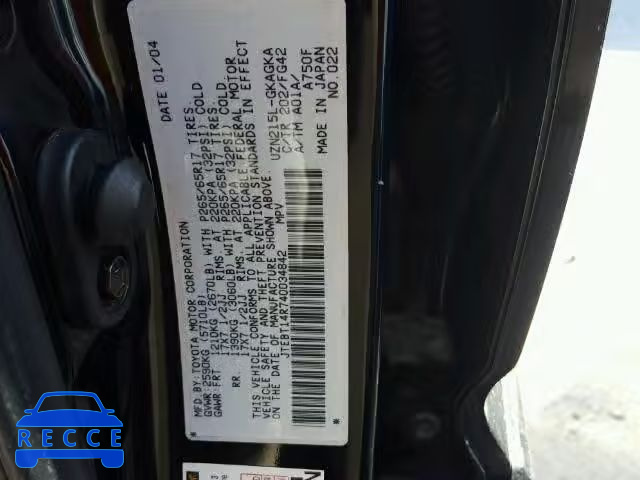 MFD.BY:TOYOTA MOTOR CORPORATION DATE 01/04
GVWR:2590KG(5710LB)
GAWR:FRT 1210KG(2670LB) WITH P265/65R17 TIRES,
17X7 1/2JJ RIMS, AT 220KPA (32PSI) COLD
RR. 1390KG(3060LB) WITH P265/65R17 TIRES,
17X7 1/2JJ RIMS, AT 220KPA (32PSI) COLD
THIS VEHICLE CONFORMS TO ALL APPLICABLE FEDERAL MOTOR
VEHICLE SAFETY AND THEFT PREVENTION STANDARDS IN EFFECT
ON THE DATE OF MANUFACTURE SHOWN ABOVE.
JTEBT14R740034842 UZN215L-GKAGKA
MPV C/TR 202/FG42
A/TM A01A/ A750F
MADE IN JAPAN
* * NO.022
RECCE